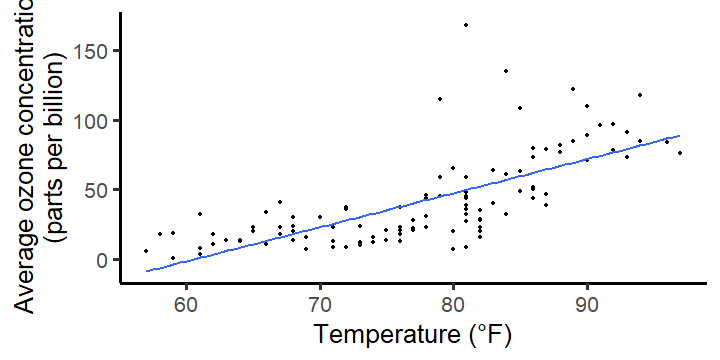 Average ozone concentratio
(parts per billion)
150
100
50
0
60 70 80 90
Temperature (°F)